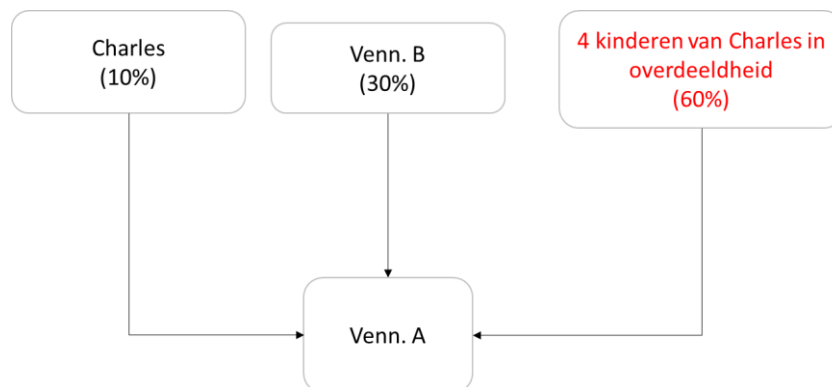 Charles
(10%)
Venn. B
(30%)
4 kinderen van Charles in
overdeeldheid
(60%)
Venn. A